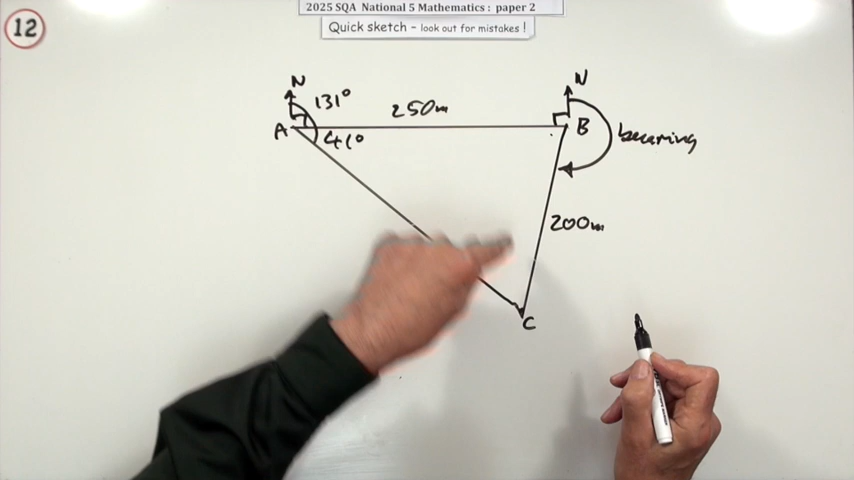 12
2025 SQA National 5 Mathematics : paper 2
Quick sketch – look out for mistakes !
N
131°
250m
N
A
41°
B
bearing
200m
C